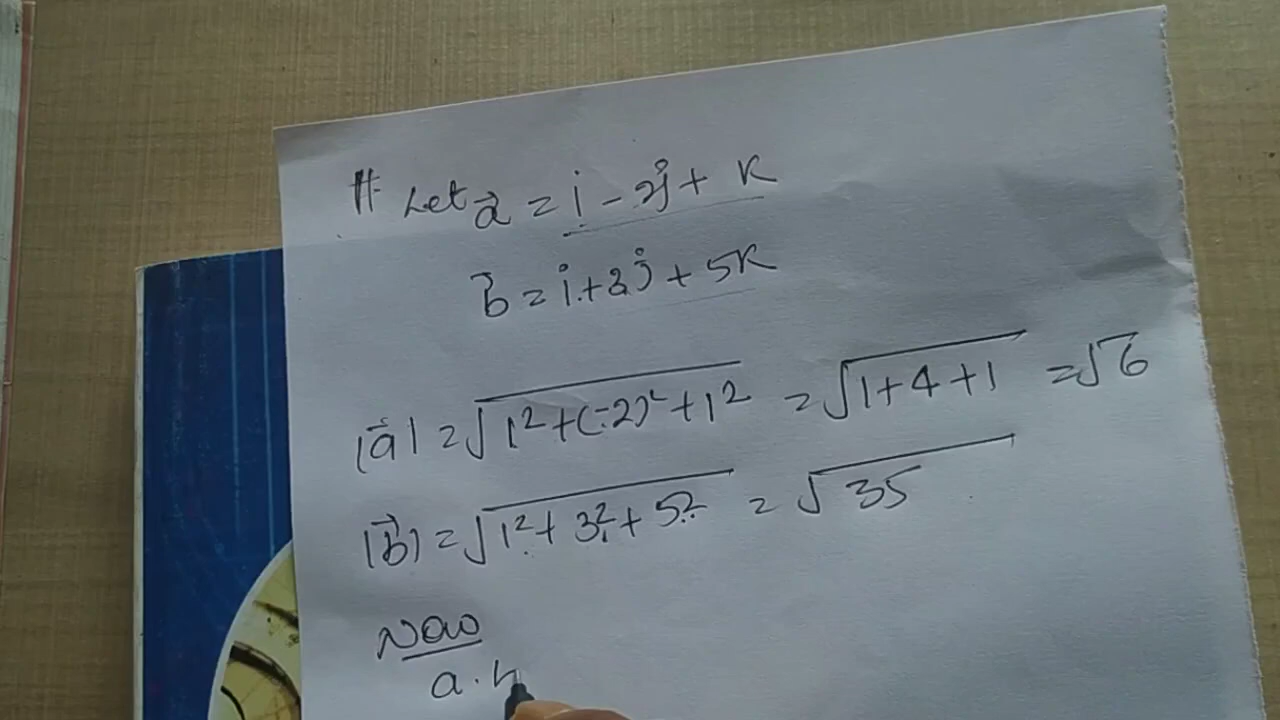 # Let a⃗ = i - 2j + k
b⃗ = i + 3j + 5k
|a⃗| = √1² + (-2)² + 1² = √1+4+1 = √6
|b⃗| = √1² + 3² + 5² = √35
Now
a · b